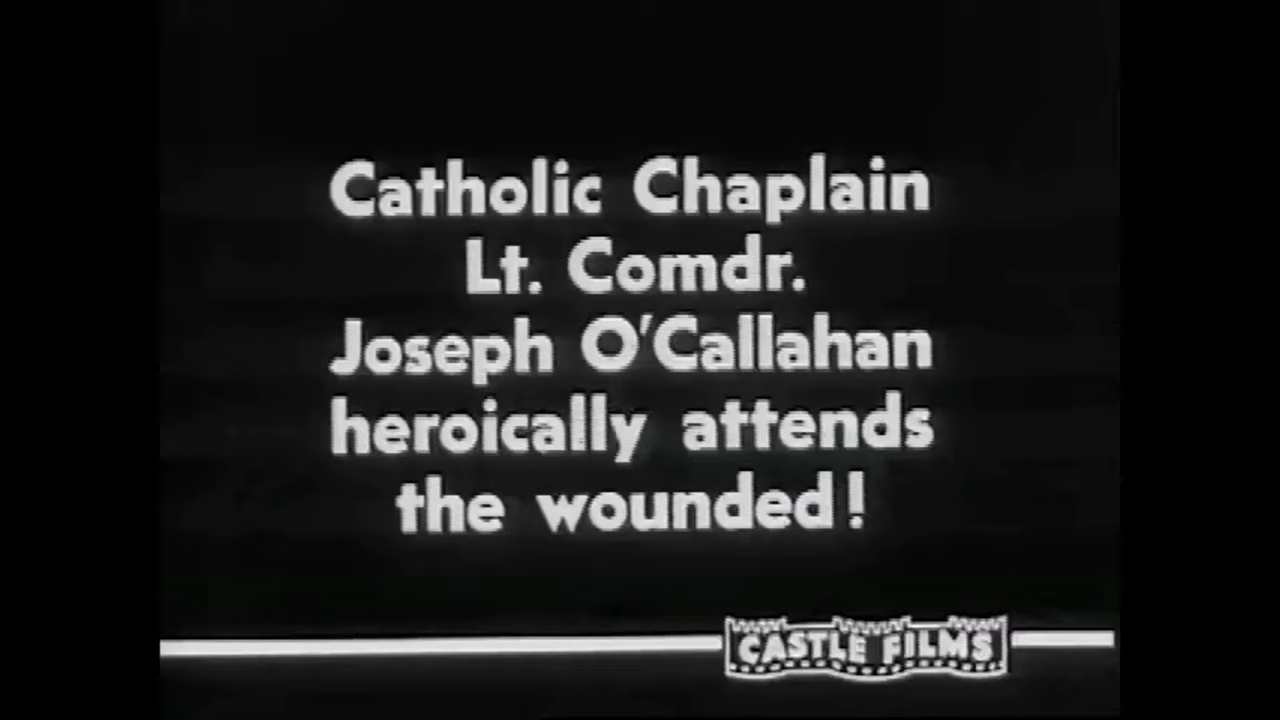 Catholic Chaplain
Lt. Comdr.
Joseph O'Callahan
heroically attends
the wounded!
CASTLE FILMS